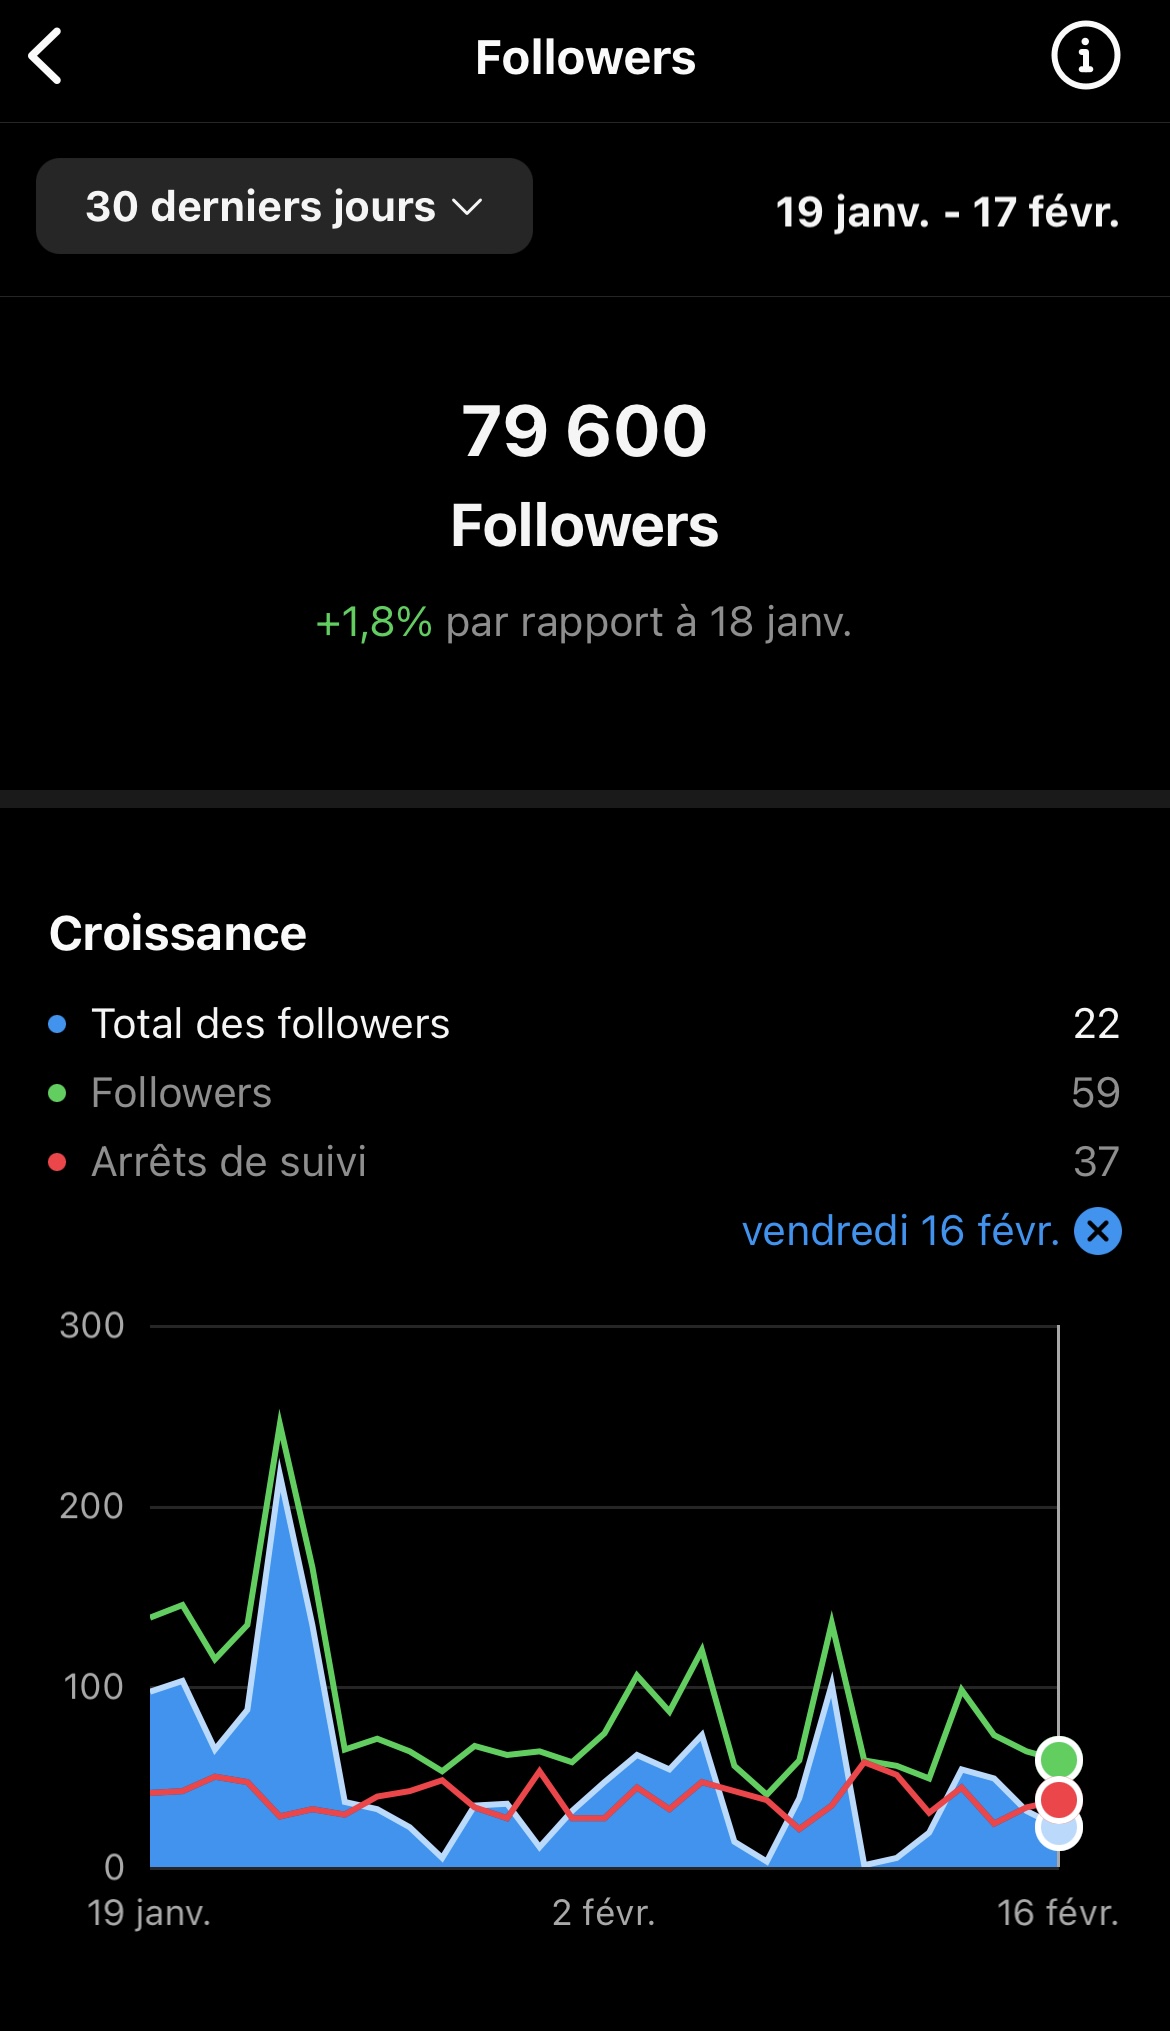 Followers
30 derniers jours
19 janv. - 17 févr.
79 600
Followers
+1,8% par rapport à 18 janv.
Croissance
Total des followers 22
Followers 59
Arrêts de suivi 37
vendredi 16 févr.
300
200
100
0
19 janv. 2 févr. 16 févr.